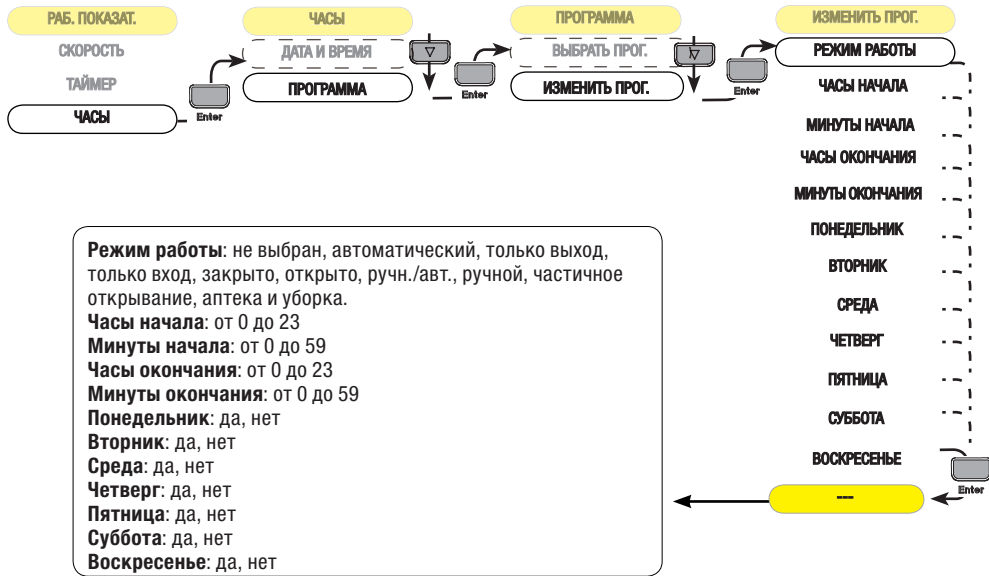 РАБ. ПОКАЗАТ.
СКОРОСТЬ
ТАЙМЕР
ЧАСЫ
Enter
ЧАСЫ
ДАТА И ВРЕМЯ
ПРОГРАММА
Enter
ПРОГРАММА
ВЫБРАТЬ ПРОГ.
ИЗМЕНИТЬ ПРОГ.
Enter
ИЗМЕНИТЬ ПРОГ.
РЕЖИМ РАБОТЫ
ЧАСЫ НАЧАЛА
МИНУТЫ НАЧАЛА
ЧАСЫ ОКОНЧАНИЯ
МИНУТЫ ОКОНЧАНИЯ
ПОНЕДЕЛЬНИК
ВТОРНИК
СРЕДА
ЧЕТВЕРГ
ПЯТНИЦА
СУББОТА
ВОСКРЕСЕНЬЕ
Enter
---
Режим работы: не выбран, автоматический, только выход,
только вход, закрыто, открыто, ручн./авт., ручной, частичное
открывание, аптека и уборка.
Часы начала: от 0 до 23
Минуты начала: от 0 до 59
Часы окончания: от 0 до 23
Минуты окончания: от 0 до 59
Понедельник: да, нет
Вторник: да, нет
Среда: да, нет
Четверг: да, нет
Пятница: да, нет
Суббота: да, нет
Воскресенье: да, нет